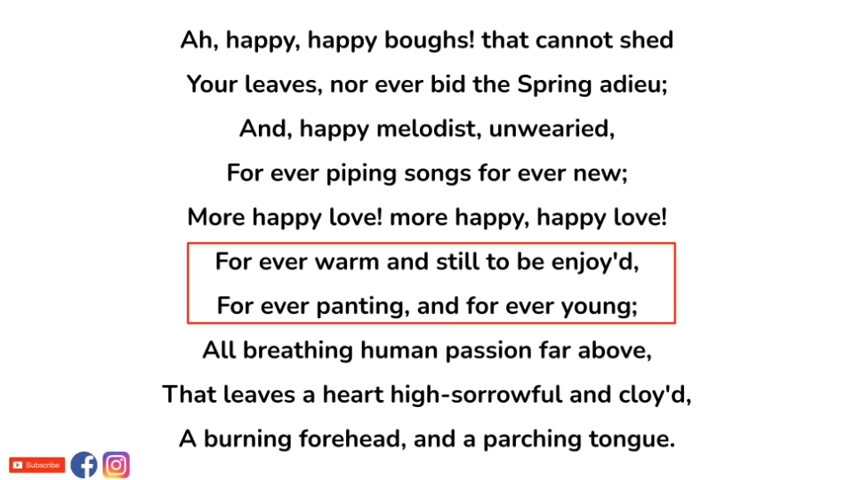 Ah, happy, happy boughs! that cannot shed
Your leaves, nor ever bid the Spring adieu;
And, happy melodist, unwearied,
For ever piping songs for ever new;
More happy love! more happy, happy love!
For ever warm and still to be enjoy'd,
For ever panting, and for ever young;
All breathing human passion far above,
That leaves a heart high-sorrowful and cloy'd,
A burning forehead, and a parching tongue.
Subscribe